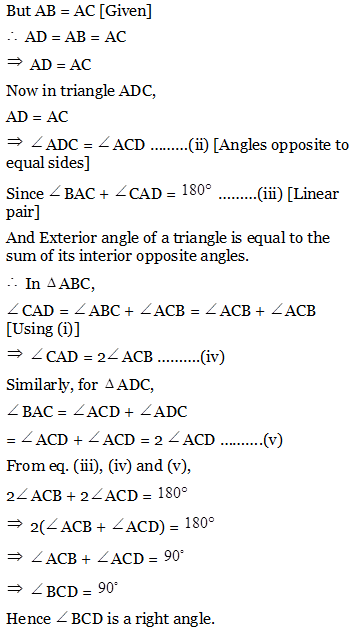 But AB = AC [Given]
∴ AD = AB = AC
⇒ AD = AC
Now in triangle ADC,
AD = AC
⇒ ∠ADC = ∠ACD .........(ii) [Angles opposite to
equal sides]
Since ∠BAC + ∠CAD = 180° .........(iii) [Linear
pair]
And Exterior angle of a triangle is equal to the
sum of its interior opposite angles.
∴ In △ABC,
∠CAD = ∠ABC + ∠ACB = ∠ACB + ∠ACB
[Using (i)]
⇒ ∠CAD = 2∠ACB ..........(iv)
Similarly, for △ADC,
∠BAC = ∠ACD + ∠ADC
= ∠ACD + ∠ACD = 2 ∠ACD ..........(v)
From eq. (iii), (iv) and (v),
2∠ACB + 2∠ACD = 180°
⇒ 2(∠ACB + ∠ACD) = 180°
⇒ ∠ACB + ∠ACD = 90°
⇒ ∠BCD = 90°
Hence ∠BCD is a right angle.